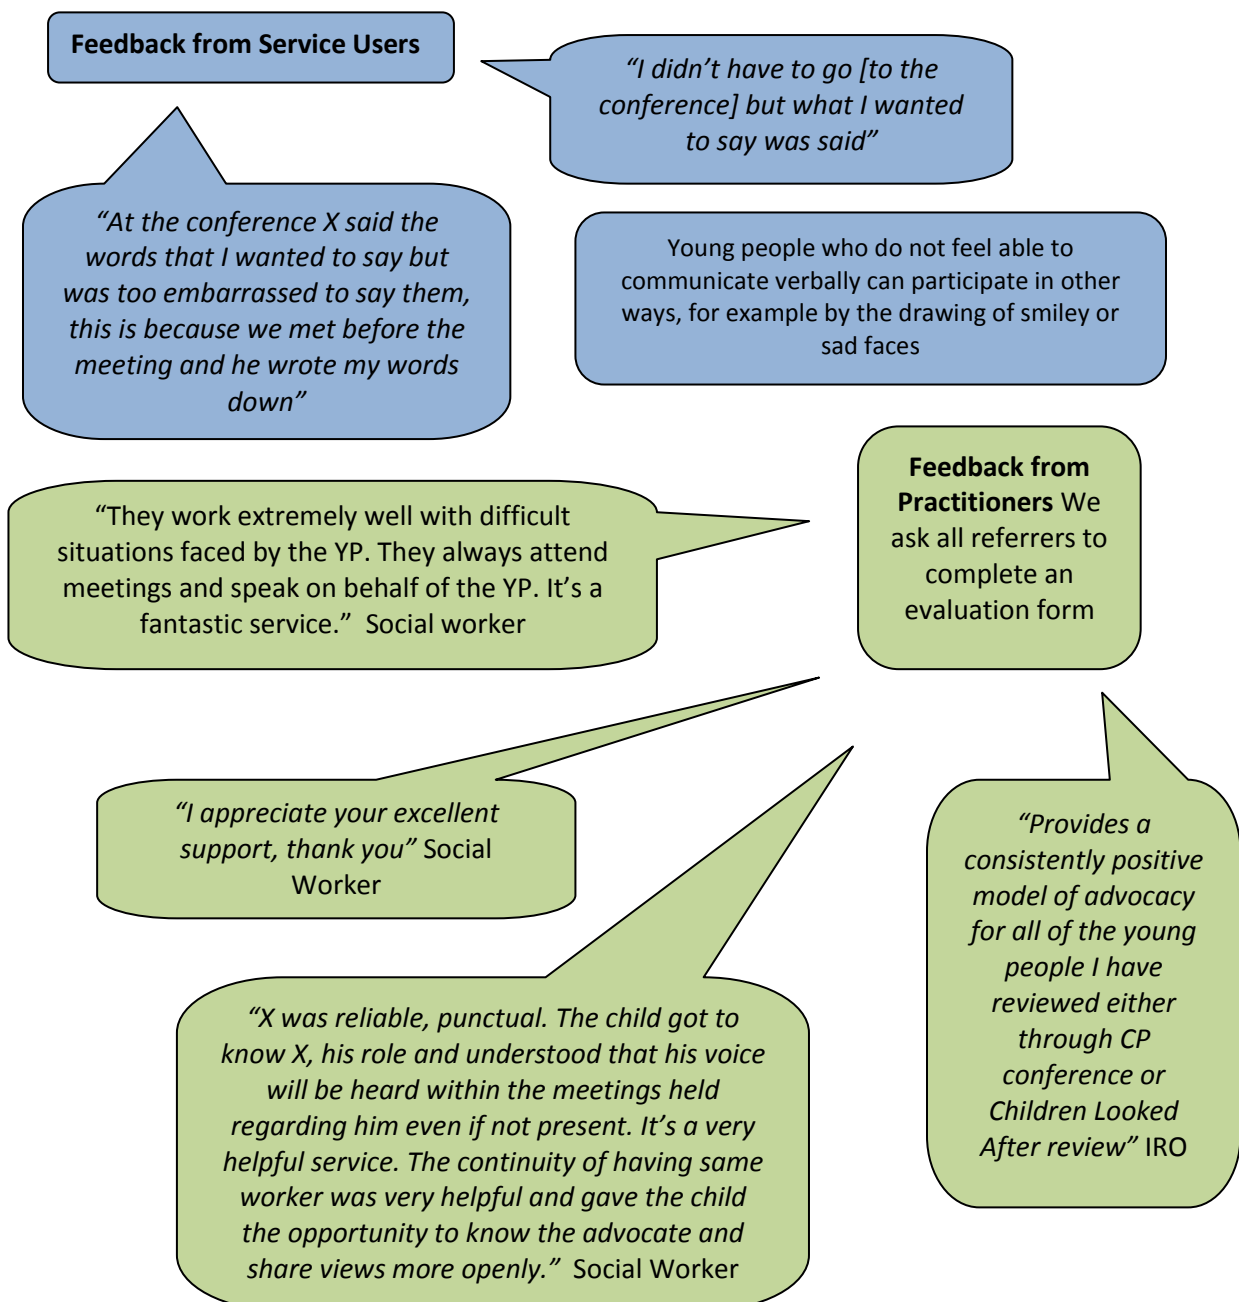 Feedback from Service Users
“I didn’t have to go [to the
conference] but what I wanted
to say was said”
“At the conference X said the
words that I wanted to say but
was too embarrassed to say them,
this is because we met before the
meeting and he wrote my words
down”
Young people who do not feel able to
communicate verbally can participate in other
ways, for example by the drawing of smiley or
sad faces
Feedback from
Practitioners We
ask all referrers to
complete an
evaluation form
“They work extremely well with difficult
situations faced by the YP. They always attend
meetings and speak on behalf of the YP. It’s a
fantastic service.”  Social worker
“I appreciate your excellent
support, thank you” Social
Worker
“Provides a
consistently positive
model of advocacy
for all of the young
people I have
reviewed either
through CP
conference or
Children Looked
After review” IRO
“X was reliable, punctual. The child got to
know X, his role and understood that his voice
will be heard within the meetings held
regarding him even if not present. It’s a very
helpful service. The continuity of having same
worker was very helpful and gave the child
the opportunity to know the advocate and
share views more openly.”  Social Worker